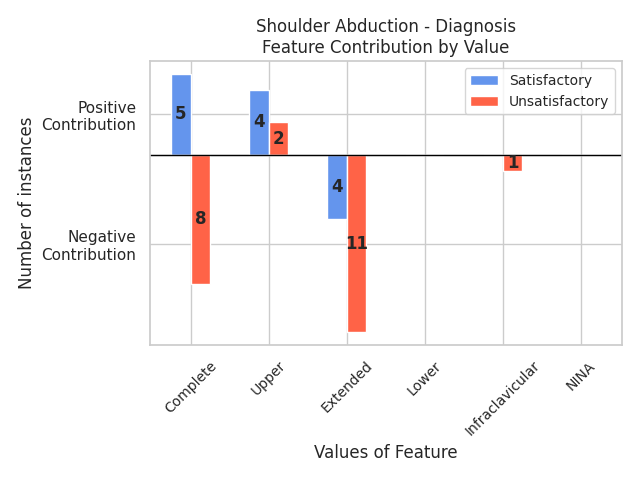 Shoulder Abduction - Diagnosis
Feature Contribution by Value
Satisfactory
Unsatisfactory
Positive
Contribution
Negative
Contribution
Number of instances
5
8
4
2
4
11
1
Complete
Upper
Extended
Lower
Infraclavicular
NINA
Values of Feature